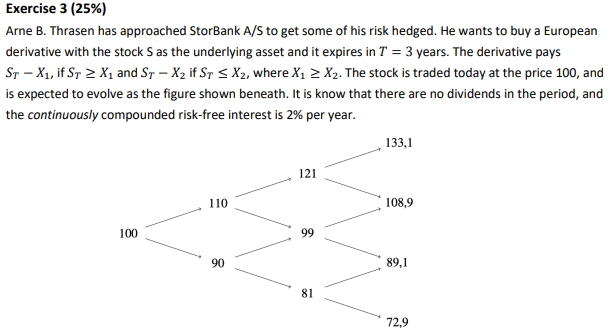 Exercise 3 (25%)
Arne B. Thrasen has approached StorBank A/S to get some of his risk hedged. He wants to buy a European
derivative with the stock S as the underlying asset and it expires in T = 3 years. The derivative pays
S_T − X_1, if S_T ≥ X_1 and S_T − X_2 if S_T ≤ X_2, where X_1 ≥ X_2. The stock is traded today at the price 100, and
is expected to evolve as the figure shown beneath. It is know that there are no dividends in the period, and
the continuously compounded risk-free interest is 2% per year.
133,1
121
110
108,9
100
99
90
89,1
81
72,9